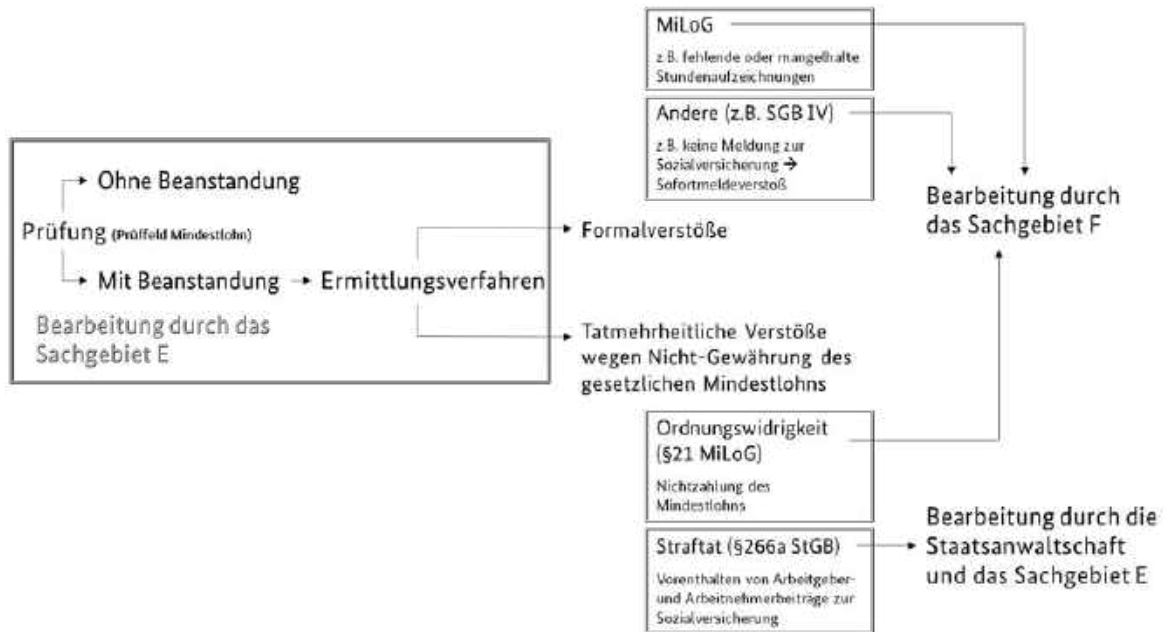 MiLoG
z.B. fehlende oder mangelhalte
Stundenaufzeichnungen
Andere (z.B. SGB IV)
z.B. keine Meldung zur
Sozialversicherung →
Sofortmeldeverstoß
Ohne Beanstandung
Prüfung (Prüffeld Mindestlohn)
Mit Beanstandung → Ermittlungsverfahren
Bearbeitung durch das
Sachgebiet E
Formalverstöße
Tatmehrheitliche Verstöße
wegen Nicht-Gewährung des
gesetzlichen Mindestlohns
Bearbeitung durch
das Sachgebiet F
Ordnungswidrigkeit
(§21 MiLoG)
Nichtzahlung des
Mindestlohns
Straftat (§266a StGB)
Vorenthalten von Arbeitgeber-
und Arbeitnehmerbeiträge zur
Sozialversicherung
Bearbeitung durch die
Staatsanwaltschaft
und das Sachgebiet E